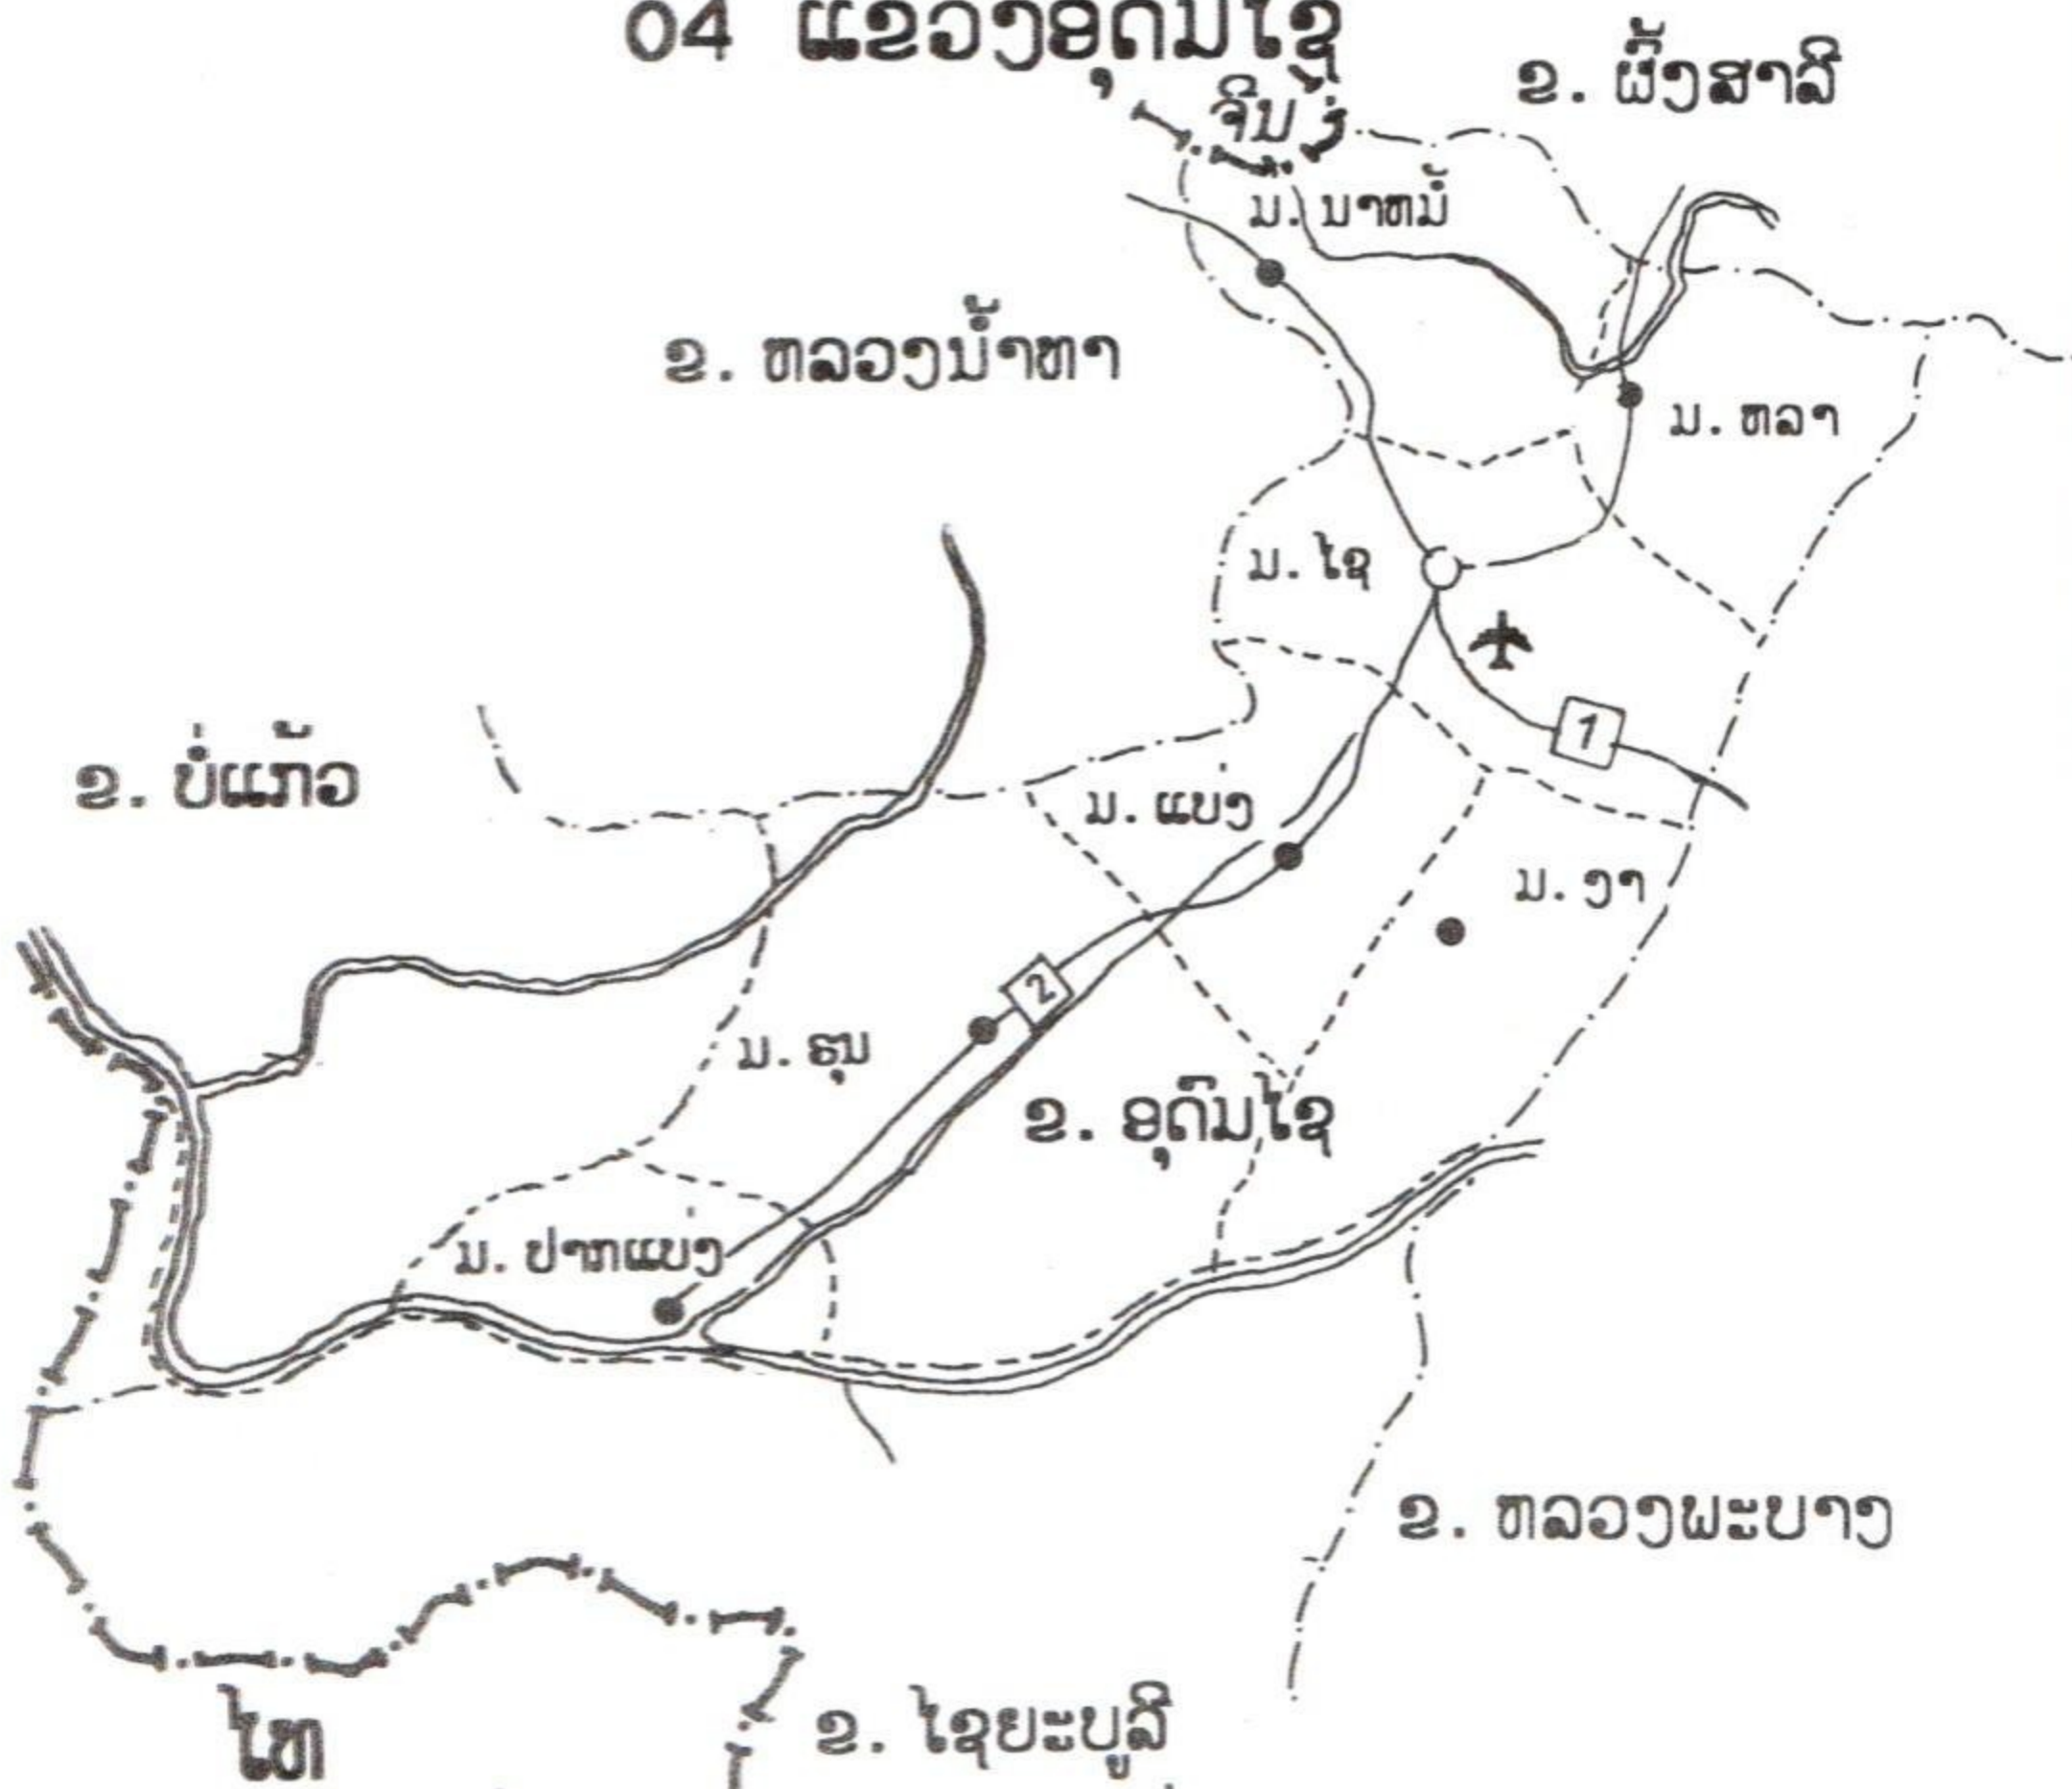 04 ແຂວງອຸດົມໄຊ
ຂ. ຜົ້ງສາລີ
ຈີນ
ມ. ນາຫມໍ້
ຂ. ຫລວງນ້ຳທາ
ມ. ຫລາ
ມ. ໄຊ
1
ຂ. ບໍ່ແກ້ວ
ມ. ແບ່ງ
ມ. ງາ
2
ມ. ຮຸນ
ຂ. ອຸດົມໄຊ
ມ. ປາກແບ່ງ
ຂ. ຫລວງພະບາງ
ໄທ
ຂ. ໄຊຍະບູລີ